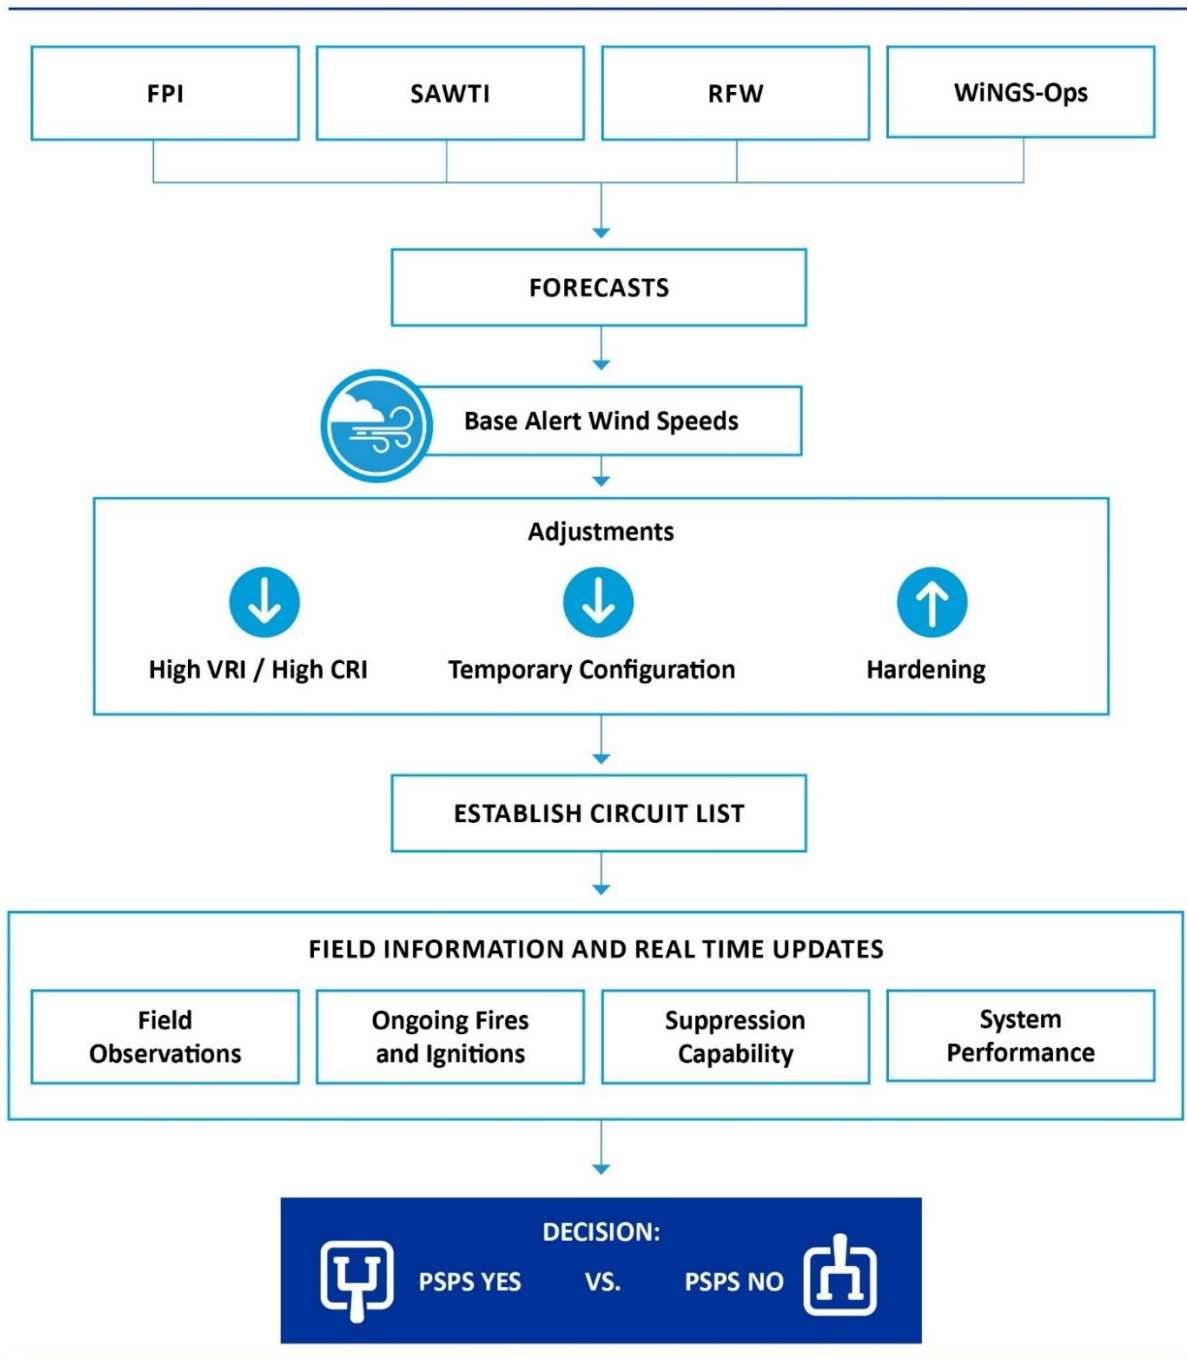 FPI
SAWTI
RFW
WiNGS-Ops
FORECASTS
Base Alert Wind Speeds
Adjustments
High VRI / High CRI
Temporary Configuration
Hardening
ESTABLISH CIRCUIT LIST
FIELD INFORMATION AND REAL TIME UPDATES
Field
Observations
Ongoing Fires
and Ignitions
Suppression
Capability
System
Performance
DECISION:
PSPS YES VS. PSPS NO